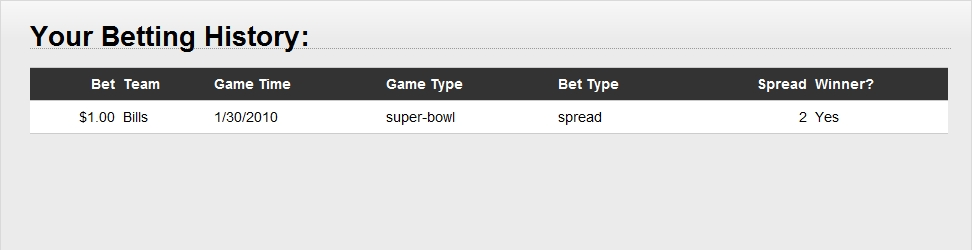 Your Betting History:
Bet Team Game Time Game Type Bet Type Spread Winner?
$1.00 Bills 1/30/2010 super-bowl spread 2 Yes